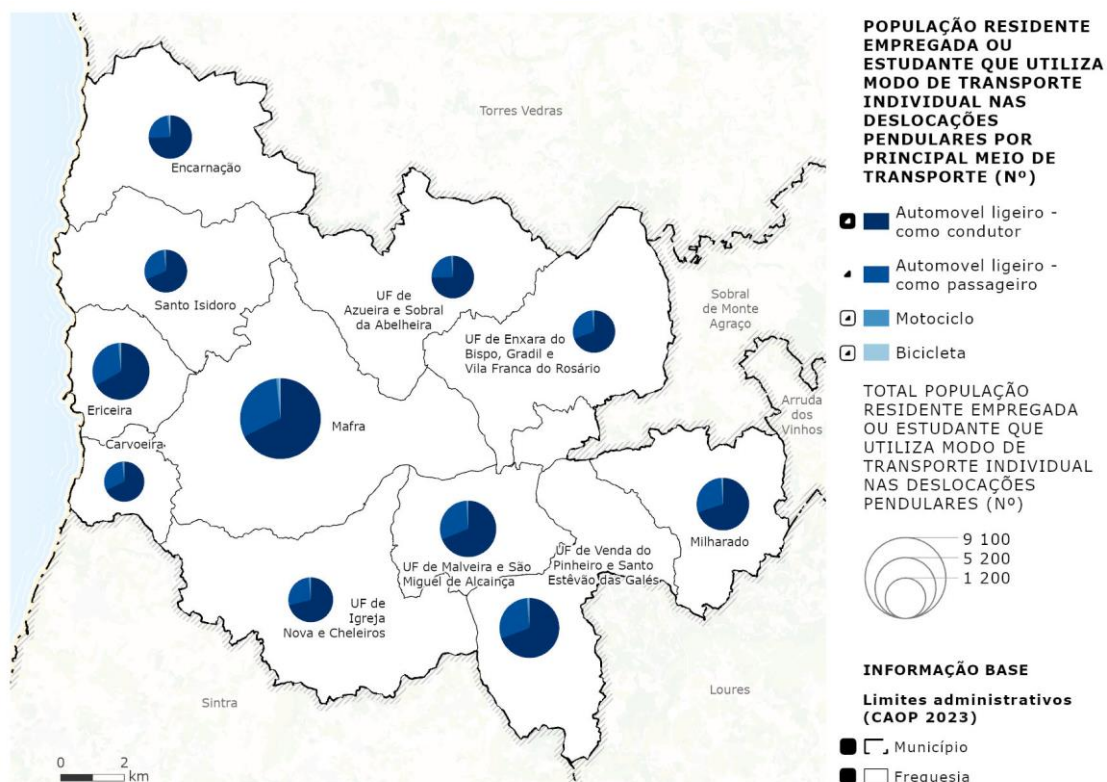 Torres Vedras
Encarnação
Santo Isidoro
UF de
Azueira e Sobral
da Abelheira
Sobral
de Monte
Agraço
UF de Enxara do
Bispo, Gradil e
Vila Franca do Rosário
Ericeira
Mafra
Arruda
dos
Vinhos
Carvoeira
Milharado
UF de Malveira e São
Miguel de Alcainça
UF de Venda do
Pinheiro e Santo
Estêvão das Galés
UF de
Igreja
Nova e Cheleiros
Sintra
Loures
0 2
km
POPULAÇÃO RESIDENTE
EMPREGADA OU
ESTUDANTE QUE UTILIZA
MODO DE TRANSPORTE
INDIVIDUAL NAS
DESLOCAÇÕES
PENDULARES POR
PRINCIPAL MEIO DE
TRANSPORTE (Nº)
Automovel ligeiro -
como condutor
Automovel ligeiro -
como passageiro
Motociclo
Bicicleta
TOTAL POPULAÇÃO
RESIDENTE EMPREGADA
OU ESTUDANTE QUE
UTILIZA MODO DE
TRANSPORTE INDIVIDUAL
NAS DESLOCAÇÕES
PENDULARES (Nº)
9 100
5 200
1 200
INFORMAÇÃO BASE
Limites administrativos
(CAOP 2023)
Município
Freguesia